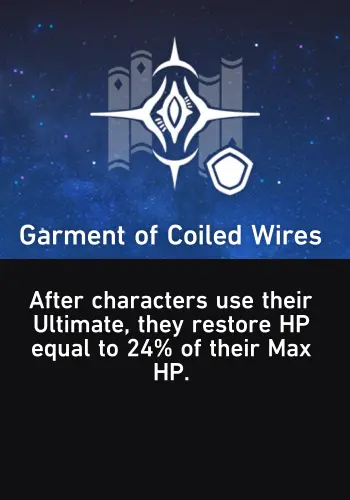 Garment of Coiled Wires
After characters use their
Ultimate, they restore HP
equal to 24% of their Max
HP.